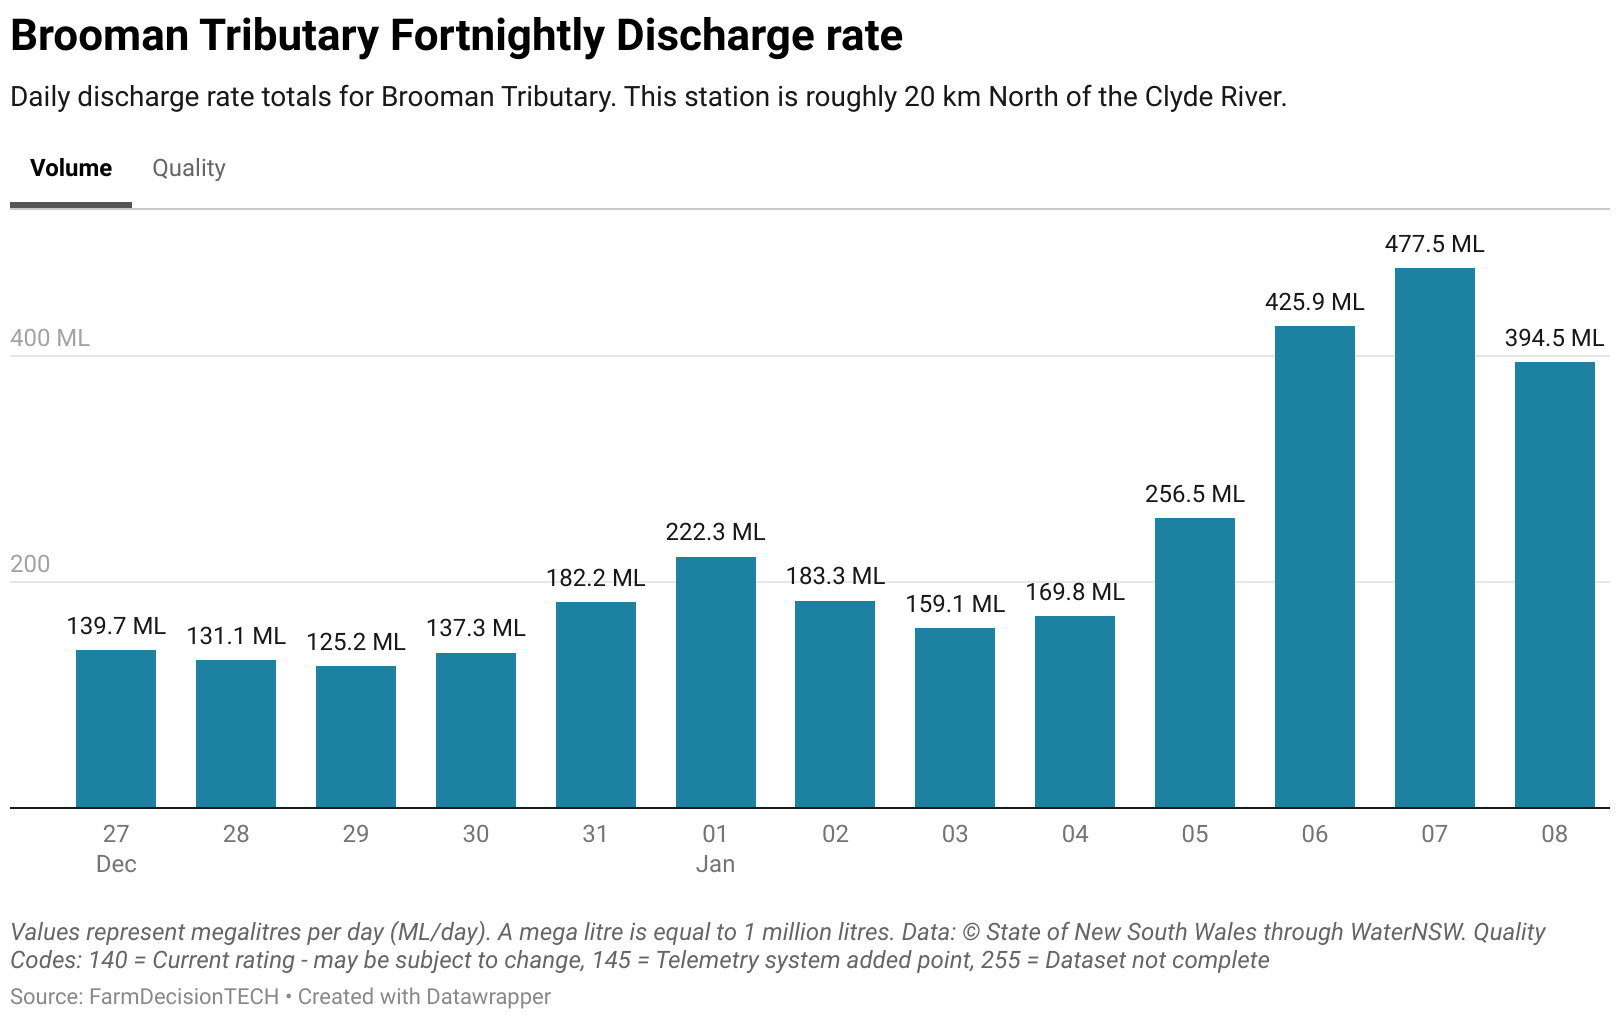 Brooman Tributary Fortnightly Discharge rate
Daily discharge rate totals for Brooman Tributary. This station is roughly 20 km North of the Clyde River.
Volume Quality
477.5 ML
425.9 ML
400 ML
394.5 ML
256.5 ML
222.3 ML
200
182.2 ML
183.3 ML
169.8 ML
159.1 ML
139.7 ML
131.1 ML
125.2 ML
137.3 ML
27 28 29 30 31 01 02 03 04 05 06 07 08
Dec Jan
Values represent megalitres per day (ML/day). A mega litre is equal to 1 million litres. Data: © State of New South Wales through WaterNSW. Quality
Codes: 140 = Current rating - may be subject to change, 145 = Telemetry system added point, 255 = Dataset not complete
Source: FarmDecisionTECH • Created with Datawrapper